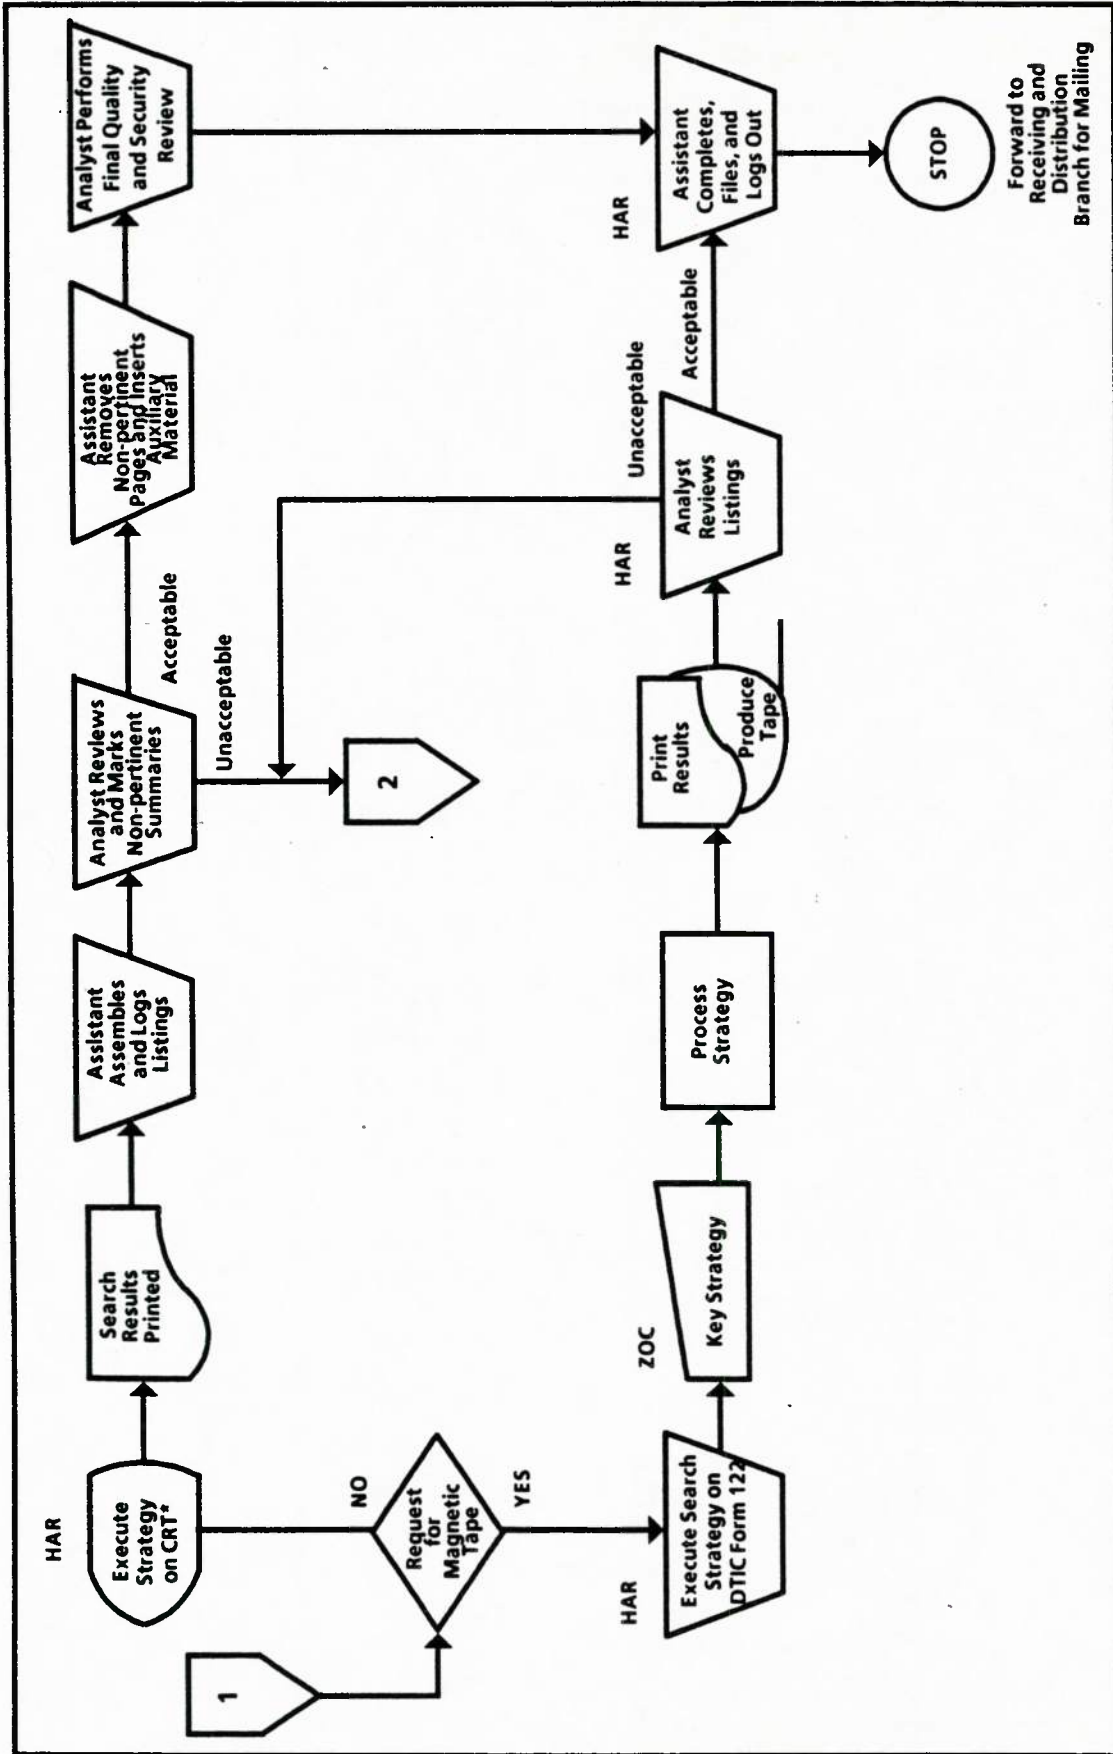 HAR
Execute
Strategy
on CRT*
Search
Results
Printed
Assistant
Assembles
and Logs
Listings
Analyst Reviews
and Marks
Non-pertinent
Summaries
Acceptable
Unacceptable
Assistant
Removes
Non-pertinent
Pages and Inserts
Auxiliary
Material
Analyst Performs
Final Quality
and Security
Review
1
NO
Request
for
Magnetic
Tape
YES
2
HAR
Execute Search
Strategy on
DTIC Form 122
ZOC
Key Strategy
Process
Strategy
Print
Results
Produce
Tape
HAR
Analyst
Reviews
Listings
Unacceptable
Acceptable
HAR
Assistant
Completes,
Files, and
Logs Out
STOP
Forward to
Receiving and
Distribution
Branch for Mailing